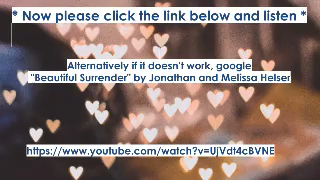 * Now please click the link below and listen *
Alternatively if it doesn't work, google
"Beautiful Surrender" by Jonathan and Melissa Helser
https://www.youtube.com/watch?v=UjVdt4cBVNE